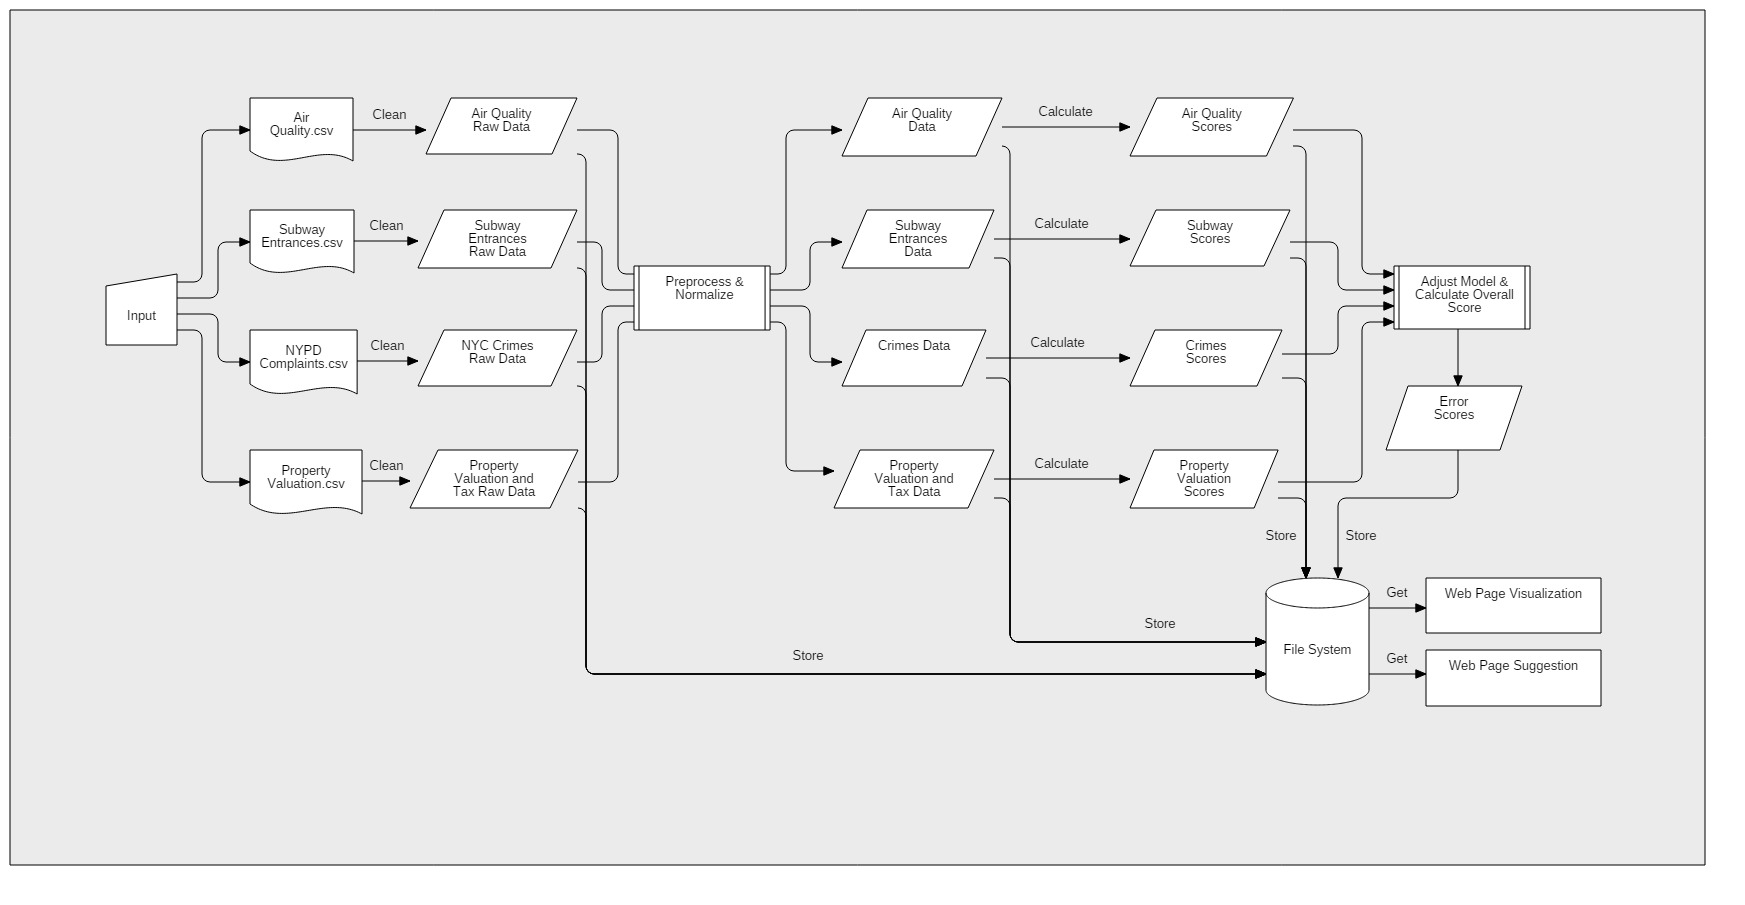 Air
Quality.csv
Clean
Air Quality
Raw Data
Air Quality
Data
Calculate
Air Quality
Scores
Subway
Entrances.csv
Clean
Subway
Entrances
Raw Data
Subway
Entrances
Data
Calculate
Subway
Scores
Input
Preprocess &
Normalize
Adjust Model &
Calculate Overall
Score
NYPD
Complaints.csv
Clean
NYC Crimes
Raw Data
Crimes Data
Calculate
Crimes
Scores
Error
Scores
Property
Valuation.csv
Clean
Property
Valuation and
Tax Raw Data
Property
Valuation and
Tax Data
Calculate
Property
Valuation
Scores
Store
Store
Get
Web Page Visualization
Store
File System
Store
Get
Web Page Suggestion